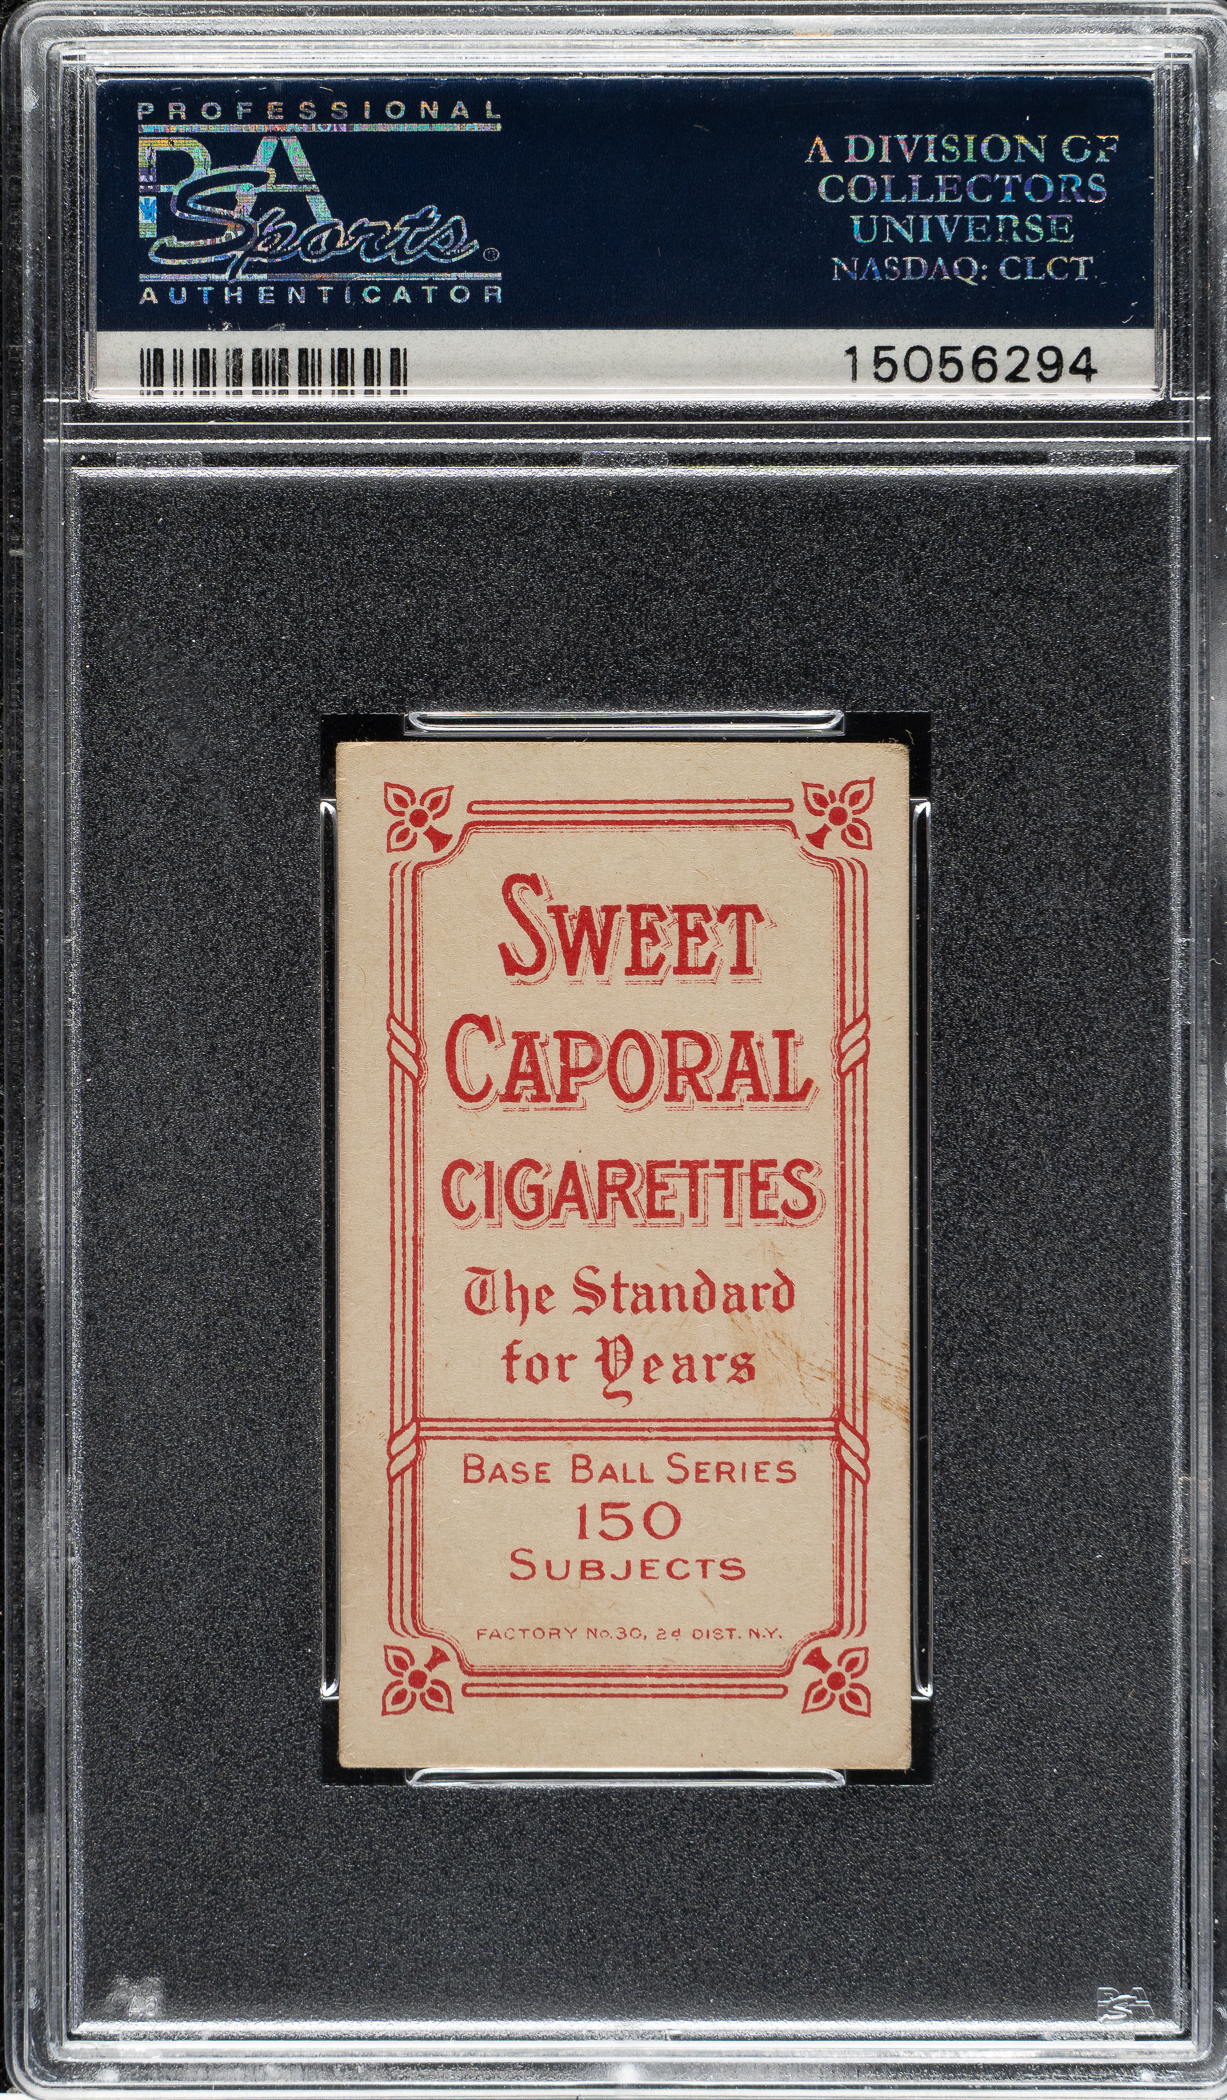 PROFESSIONAL
PSA
Sports®
AUTHENTICATOR
A DIVISION OF
COLLECTORS
UNIVERSE
NASDAQ: CLCT
15056294
SWEET
CAPORAL
CIGARETTES
The Standard
for Years
BASE BALL SERIES
150
SUBJECTS
FACTORY No. 30, 2d DIST. N.Y.
PSA